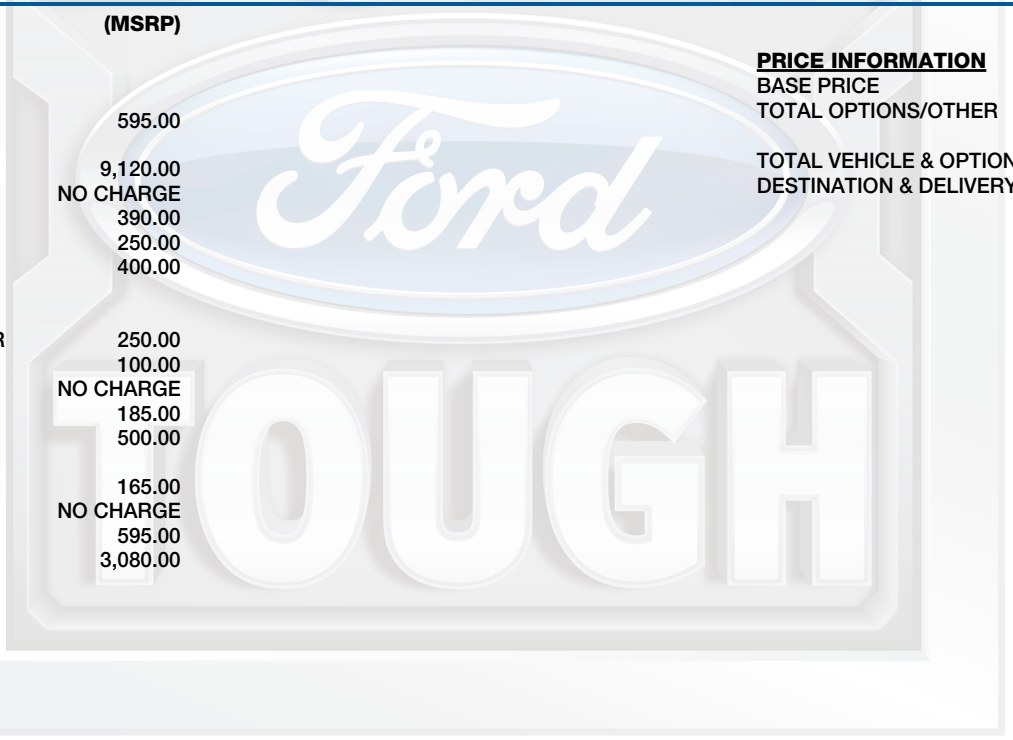 (MSRP)
595.00
9,120.00
NO CHARGE
390.00
250.00
400.00
R
250.00
100.00
NO CHARGE
185.00
500.00
165.00
NO CHARGE
595.00
3,080.00
PRICE INFORMATION
BASE PRICE
TOTAL OPTIONS/OTHER
TOTAL VEHICLE & OPTION
DESTINATION & DELIVERY
Ford
TOUGH